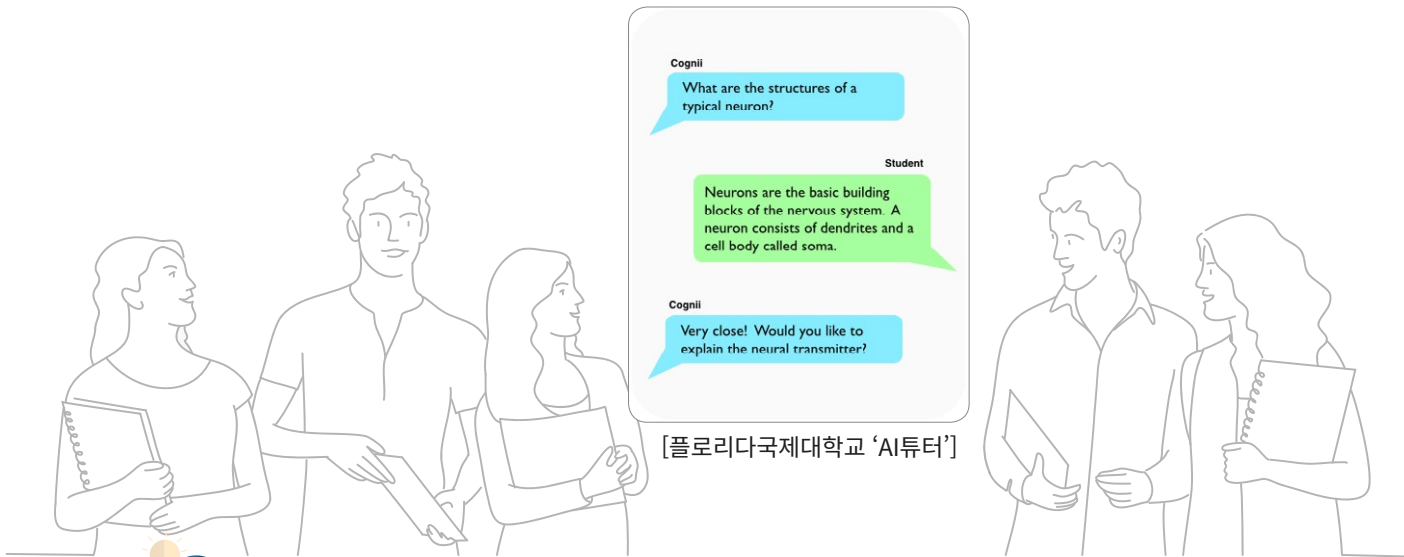 Cognii
What are the structures of a
typical neuron?
Student
Neurons are the basic building
blocks of the nervous system. A
neuron consists of dendrites and a
cell body called soma.
Cognii
Very close! Would you like to
explain the neural transmitter?
[플로리다국제대학교 ‘AI튜터’]